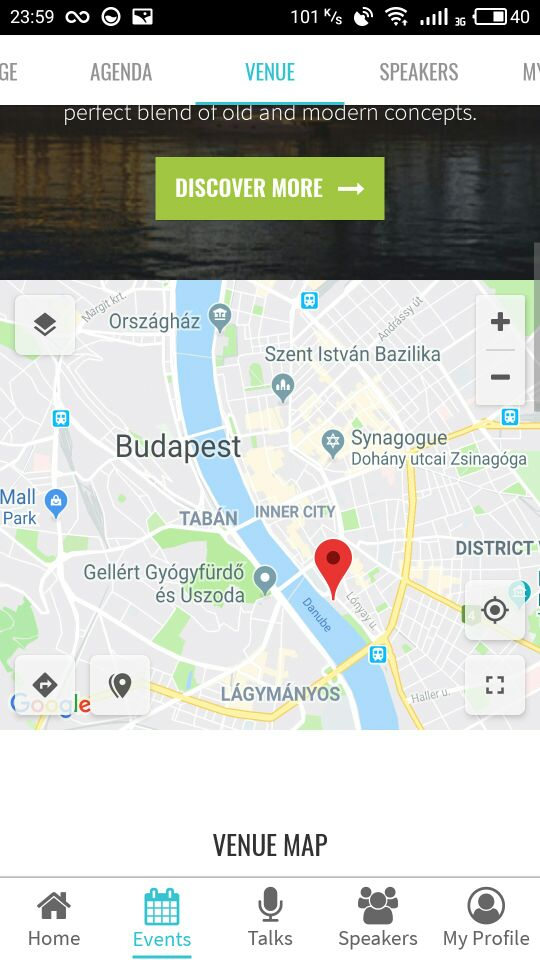 23:59
101 K/s
3G
40
GE
AGENDA
VENUE
SPEAKERS
MY
perfect blend of old and modern concepts.
DISCOVER MORE
Margit krt.
Országház
Andrássy út
Szent István Bazilika
Budapest
Synagogue
Dohány utcai Zsinagóga
Mall
Park
TABÁN
INNER CITY
DISTRICT V
Gellért Gyógyfürdő
és Uszoda
Danube
Lónyay u.
4
LÁGYMÁNYOS
Haller u.
Google
VENUE MAP
Home
Events
Talks
Speakers
My Profile